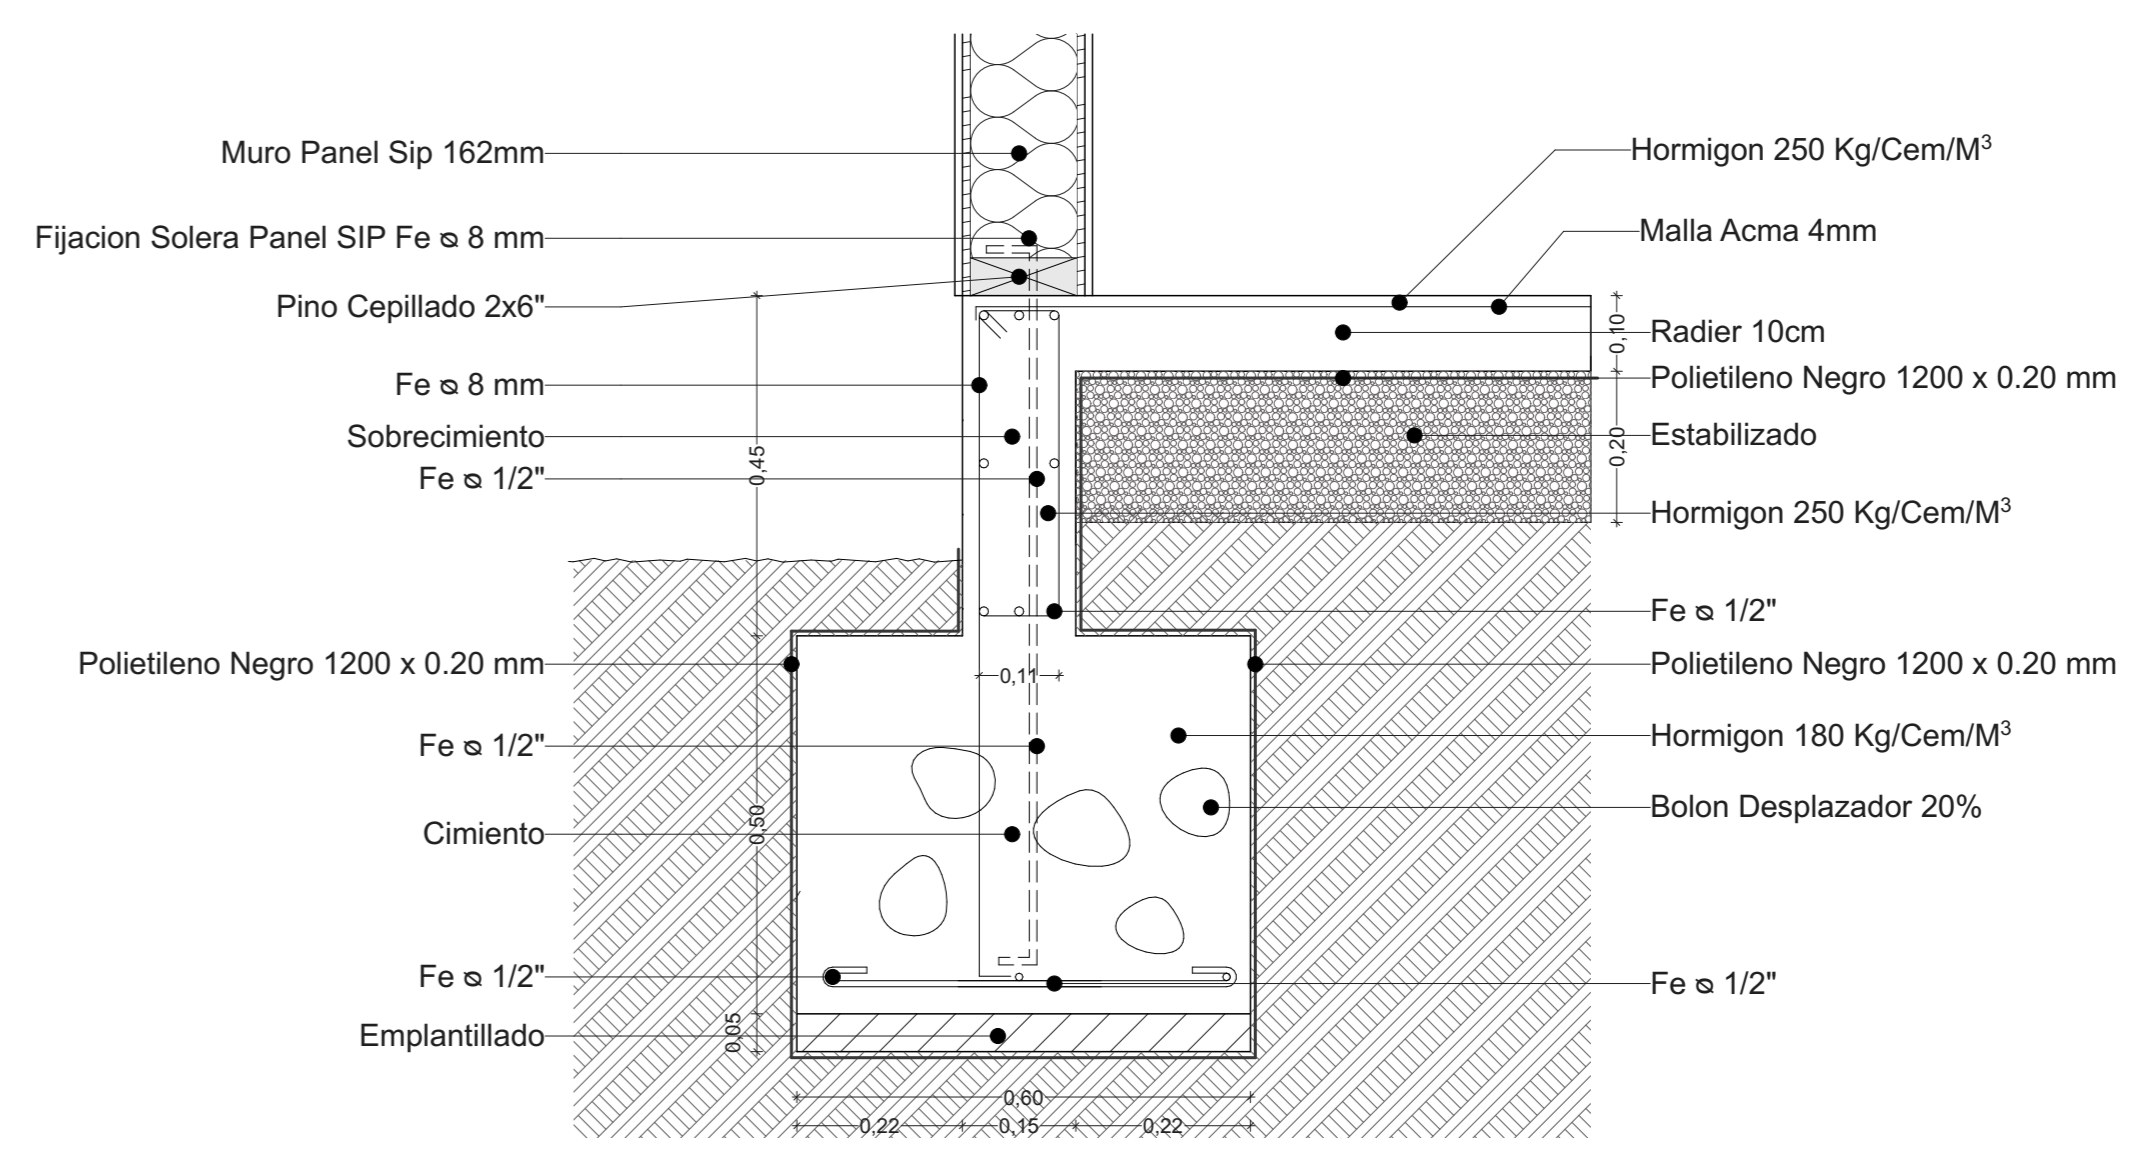 Muro Panel Sip 162mm
Fijacion Solera Panel SIP Fe ⌀ 8 mm
Pino Cepillado 2x6"
Fe ⌀ 8 mm
Sobrecimiento
Fe ⌀ 1/2"
Polietileno Negro 1200 x 0.20 mm
Fe ⌀ 1/2"
Cimiento
Fe ⌀ 1/2"
Emplantillado
0,45
0,50
0,05
0,11
0,60
0,22
0,15
0,22
0,10
0,20
Hormigon 250 Kg/Cem/M³
Malla Acma 4mm
Radier 10cm
Polietileno Negro 1200 x 0.20 mm
Estabilizado
Hormigon 250 Kg/Cem/M³
Fe ⌀ 1/2"
Polietileno Negro 1200 x 0.20 mm
Hormigon 180 Kg/Cem/M³
Bolon Desplazador 20%
Fe ⌀ 1/2"